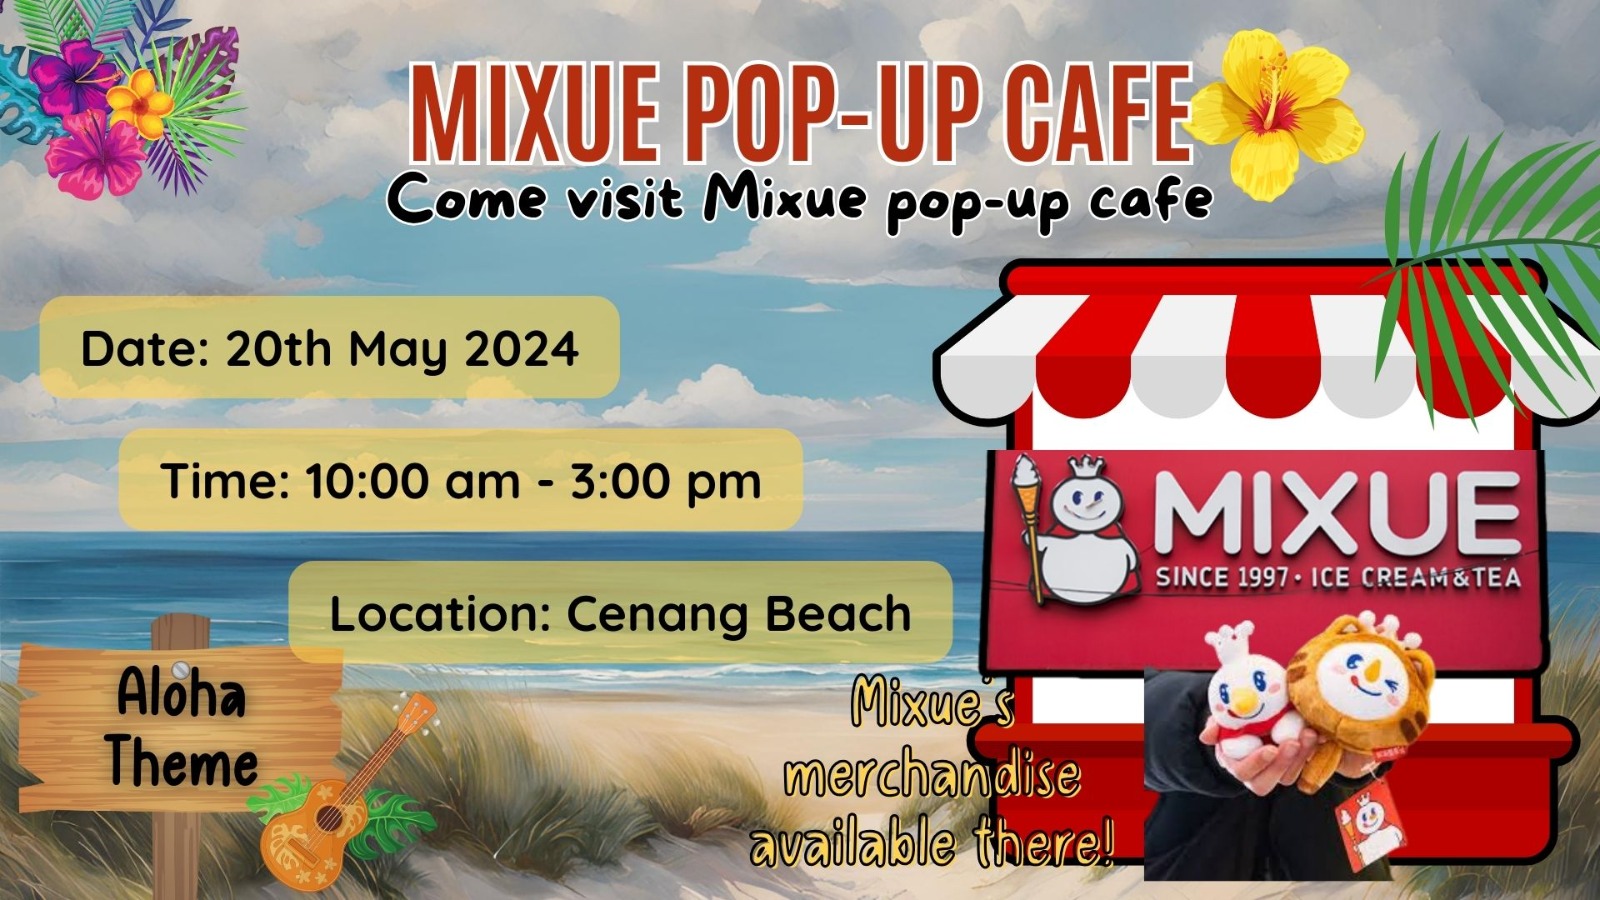 MIXUE POP-UP CAFE
Come visit Mixue pop-up cafe
Date: 20th May 2024
Time: 10:00 am - 3:00 pm
Location: Cenang Beach
Aloha
Theme
MIXUE
SINCE 1997 · ICE CREAM & TEA
Mixue's
merchandise
available there!